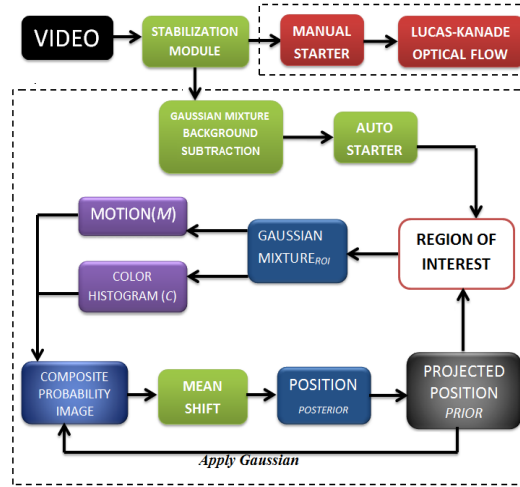 VIDEO
STABILIZATION
MODULE
MANUAL
STARTER
LUCAS-KANADE
OPTICAL FLOW
GAUSSIAN MIXTURE
BACKGROUND
SUBTRACTION
AUTO
STARTER
MOTION(M)
GAUSSIAN
MIXTUREROI
REGION OF
INTEREST
COLOR
HISTOGRAM (C)
COMPOSITE
PROBABILITY
IMAGE
MEAN
SHIFT
POSITION
POSTERIOR
PROJECTED
POSITION
PRIOR
Apply Gaussian